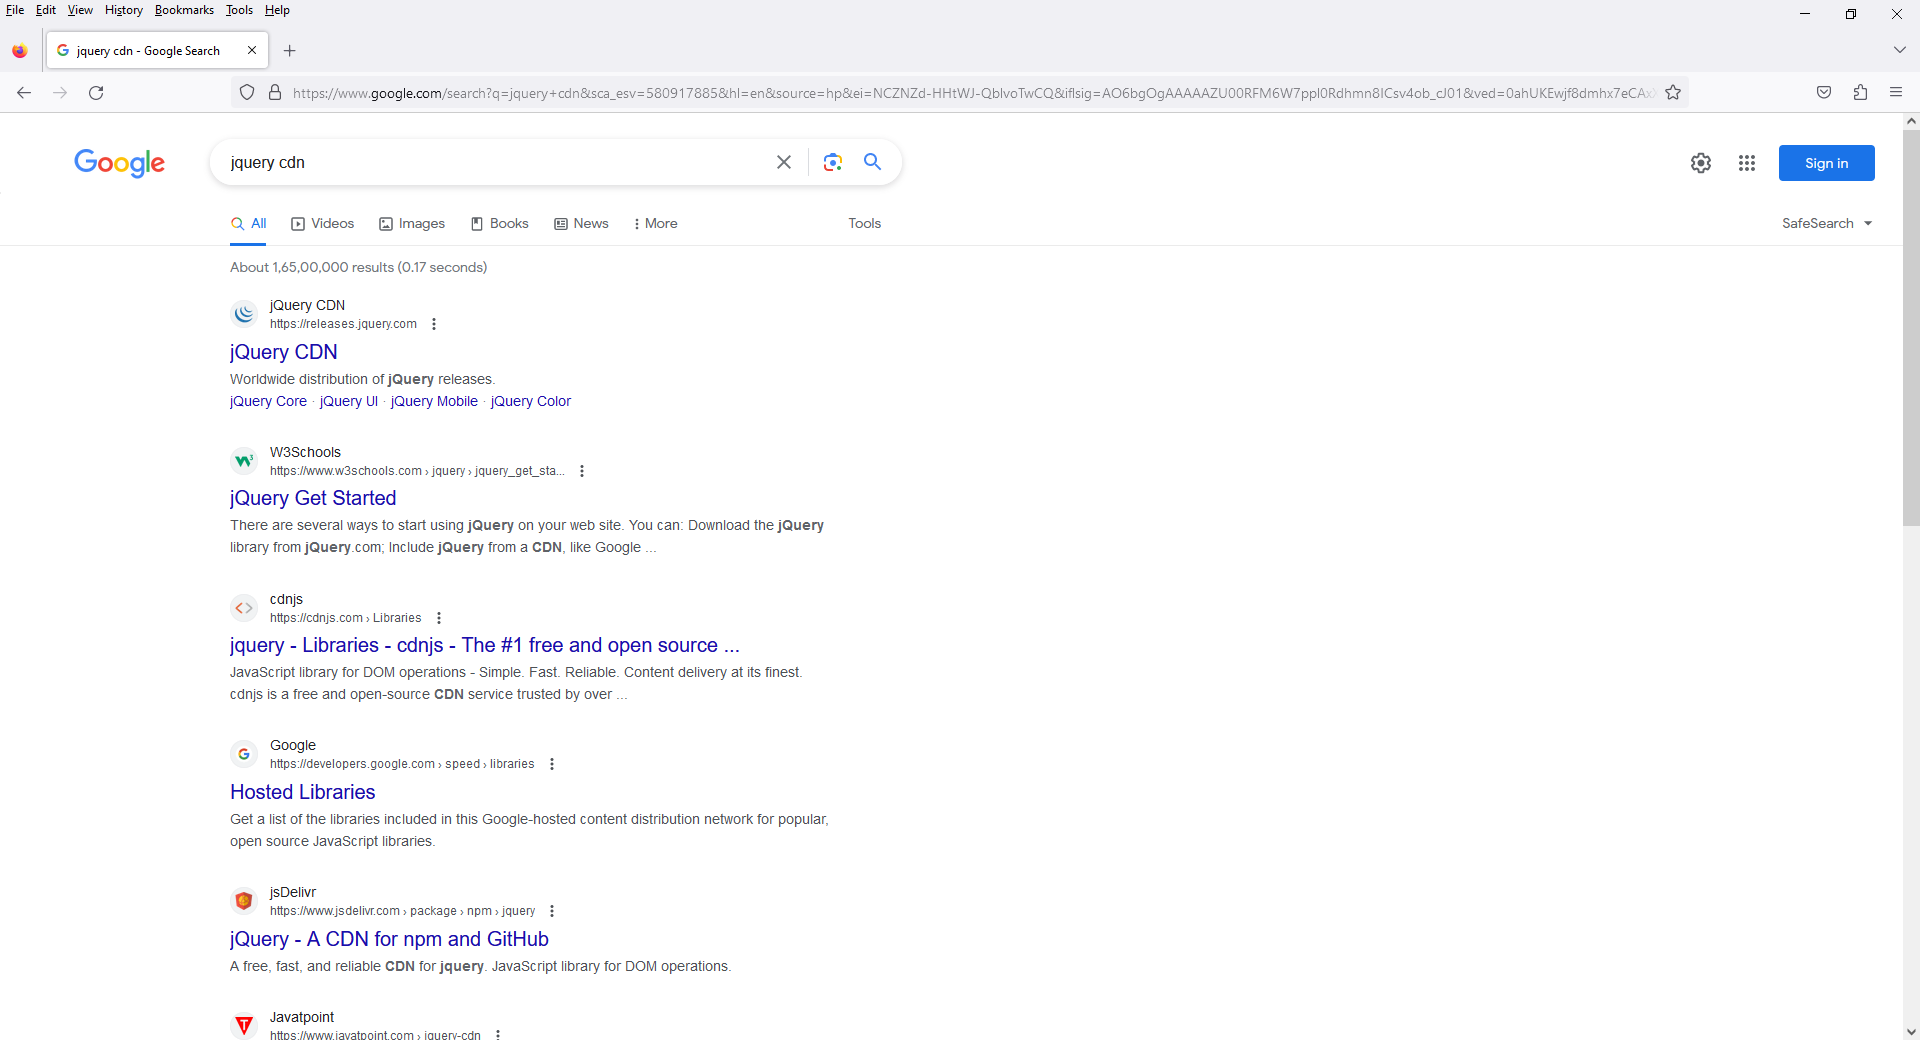 File Edit View History Bookmarks Tools Help
jquery cdn - Google Search
https://www.google.com/search?q=jquery+cdn&sca_esv=580917885&hl=en&source=hp&ei=NCZNZd-HHtWJ-QblvoTwCQ&iflsig=AO6bgOgAAAAAZU00RFM6W7ppl0Rdhmn8ICsv4ob_cJ01&ved=0ahUKEwjf8dmhx7eCAx
Google
jquery cdn
Sign in
All Videos Images Books News More Tools SafeSearch
About 1,65,00,000 results (0.17 seconds)
jQuery CDN
https://releases.jquery.com
jQuery CDN
Worldwide distribution of jQuery releases.
jQuery Core · jQuery UI · jQuery Mobile · jQuery Color
W3Schools
https://www.w3schools.com › jquery › jquery_get_sta...
jQuery Get Started
There are several ways to start using jQuery on your web site. You can: Download the jQuery
library from jQuery.com; Include jQuery from a CDN, like Google ...
cdnjs
https://cdnjs.com › Libraries
jquery - Libraries - cdnjs - The #1 free and open source ...
JavaScript library for DOM operations - Simple. Fast. Reliable. Content delivery at its finest.
cdnjs is a free and open-source CDN service trusted by over ...
Google
https://developers.google.com › speed › libraries
Hosted Libraries
Get a list of the libraries included in this Google-hosted content distribution network for popular,
open source JavaScript libraries.
jsDelivr
https://www.jsdelivr.com › package › npm › jquery
jQuery - A CDN for npm and GitHub
A free, fast, and reliable CDN for jquery. JavaScript library for DOM operations.
Javatpoint
https://www.javatpoint.com › jquery-cdn